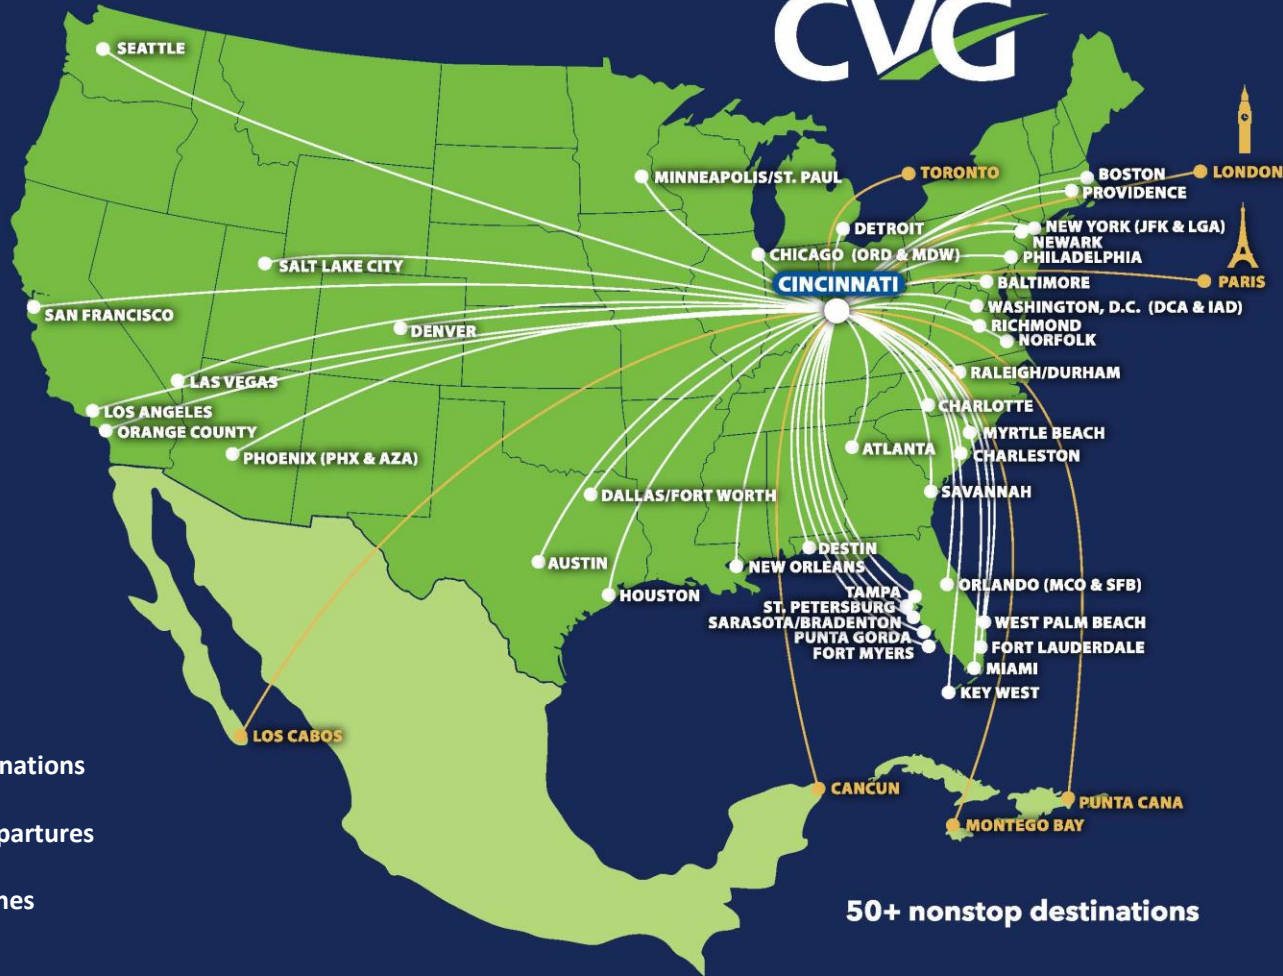 CVG
SEATTLE
MINNEAPOLIS/ST. PAUL
TORONTO
BOSTON
LONDON
PROVIDENCE
DETROIT
NEW YORK (JFK & LGA)
NEWARK
CHICAGO (ORD & MDW)
PHILADELPHIA
SALT LAKE CITY
CINCINNATI
BALTIMORE
PARIS
SAN FRANCISCO
WASHINGTON, D.C. (DCA & IAD)
DENVER
RICHMOND
NORFOLK
LAS VEGAS
RALEIGH/DURHAM
LOS ANGELES
CHARLOTTE
ORANGE COUNTY
MYRTLE BEACH
PHOENIX (PHX & AZA)
ATLANTA
CHARLESTON
DALLAS/FORT WORTH
SAVANNAH
DESTIN
AUSTIN
NEW ORLEANS
HOUSTON
ORLANDO (MCO & SFB)
TAMPA
ST. PETERSBURG
SARASOTA/BRADENTON
WEST PALM BEACH
PUNTA GORDA
FORT LAUDERDALE
FORT MYERS
MIAMI
KEY WEST
LOS CABOS
nations
CANCUN
PUNTA CANA
MONTEGO BAY
partures
nes
50+ nonstop destinations